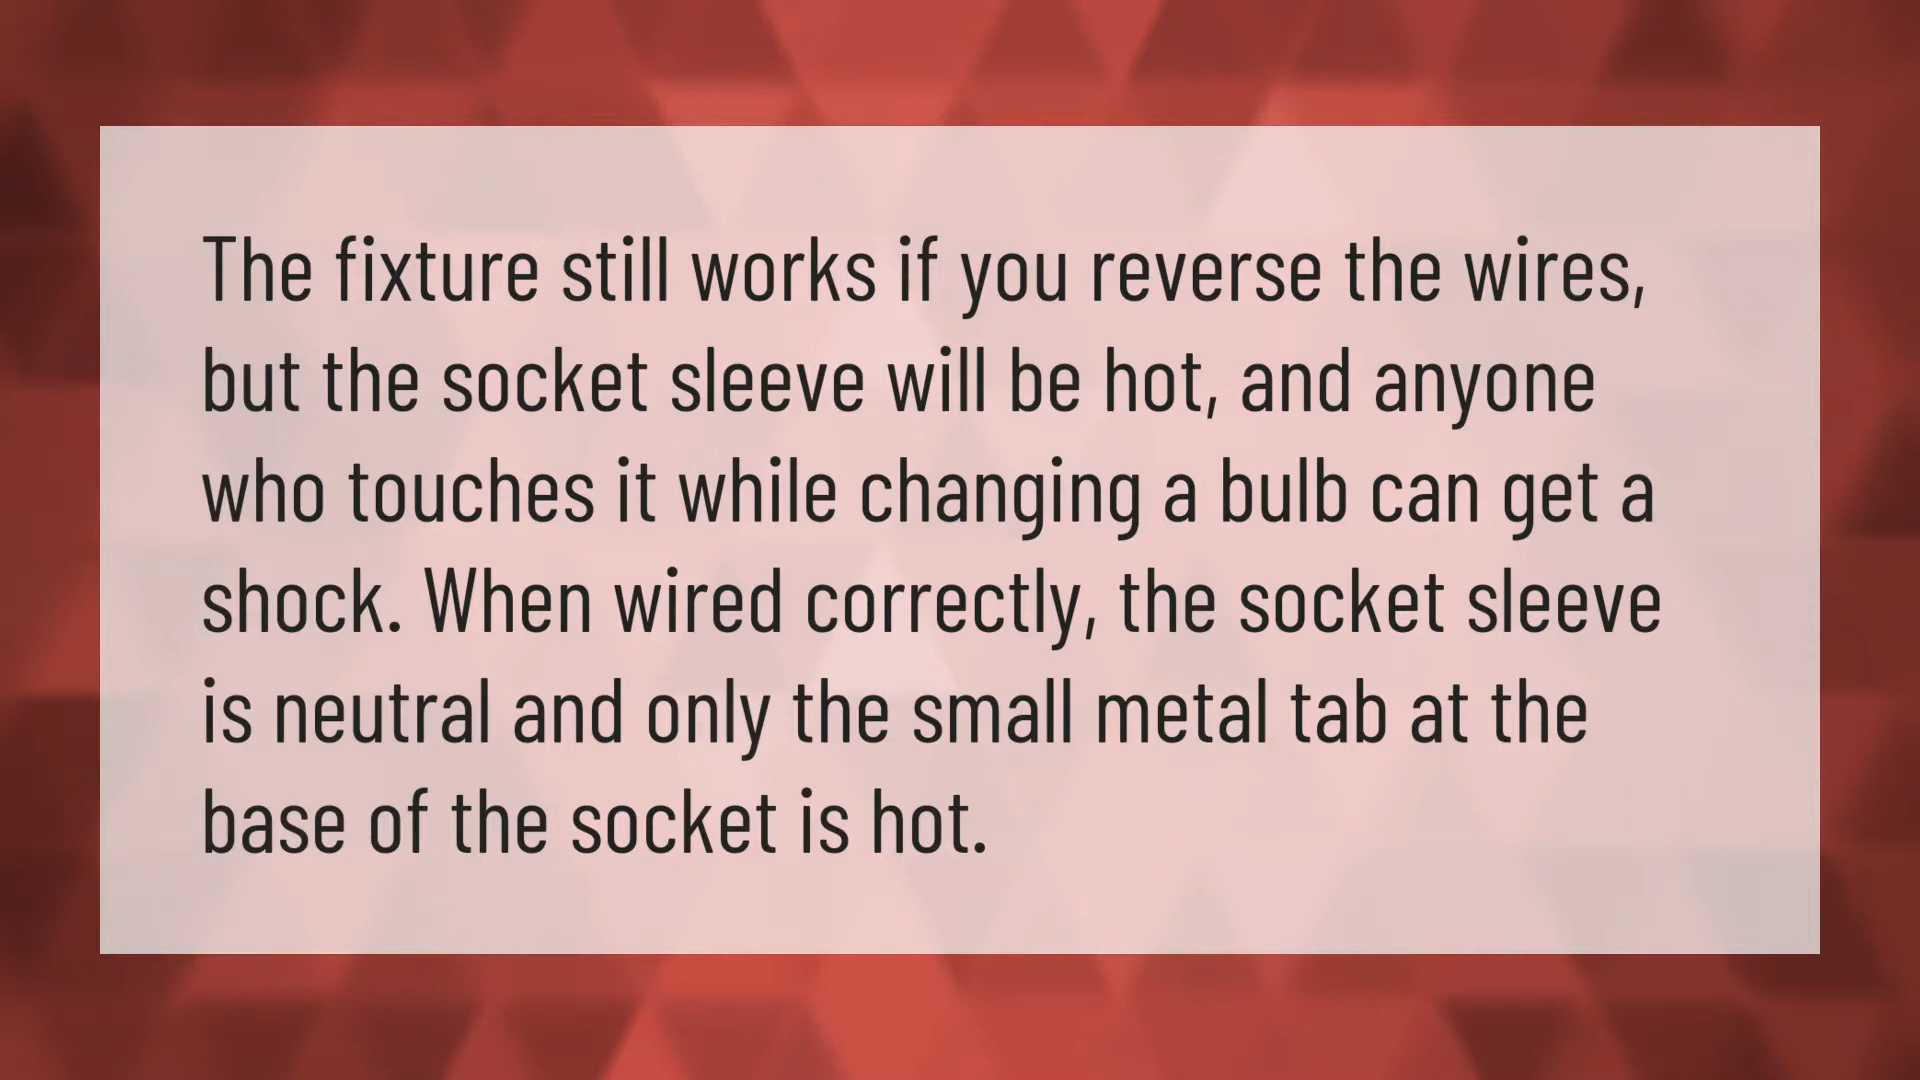 The fixture still works if you reverse the wires,
but the socket sleeve will be hot, and anyone
who touches it while changing a bulb can get a
shock. When wired correctly, the socket sleeve
is neutral and only the small metal tab at the
base of the socket is hot.